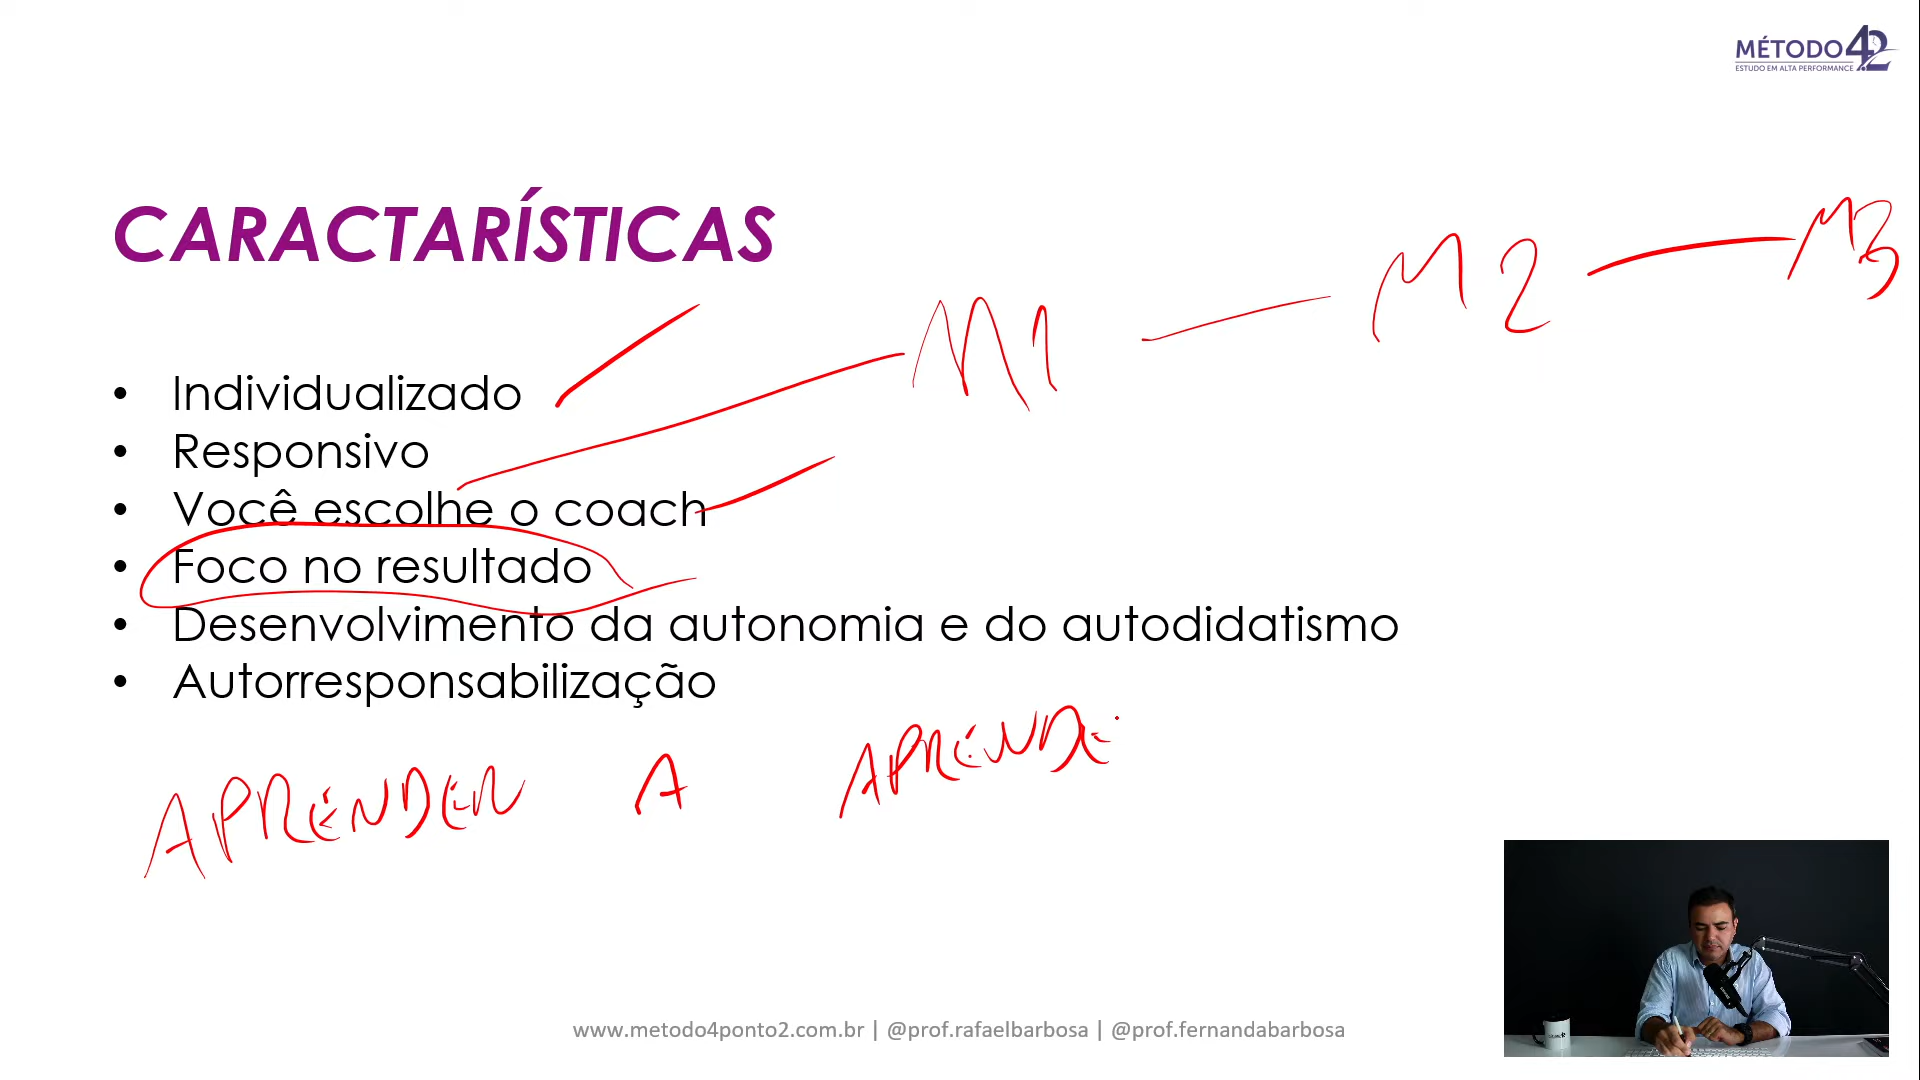 MÉTODO 4.2
ESTUDO EM ALTA PERFORMANCE
CARACTARÍSTICAS
M1 M2 M3
• Individualizado
• Responsivo
• Você escolhe o coach
• Foco no resultado
• Desenvolvimento da autonomia e do autodidatismo
• Autorresponsabilização
APRENDER A APRENDE
www.metodo4ponto2.com.br | @prof.rafaelbarbosa | @prof.fernandabarbosa